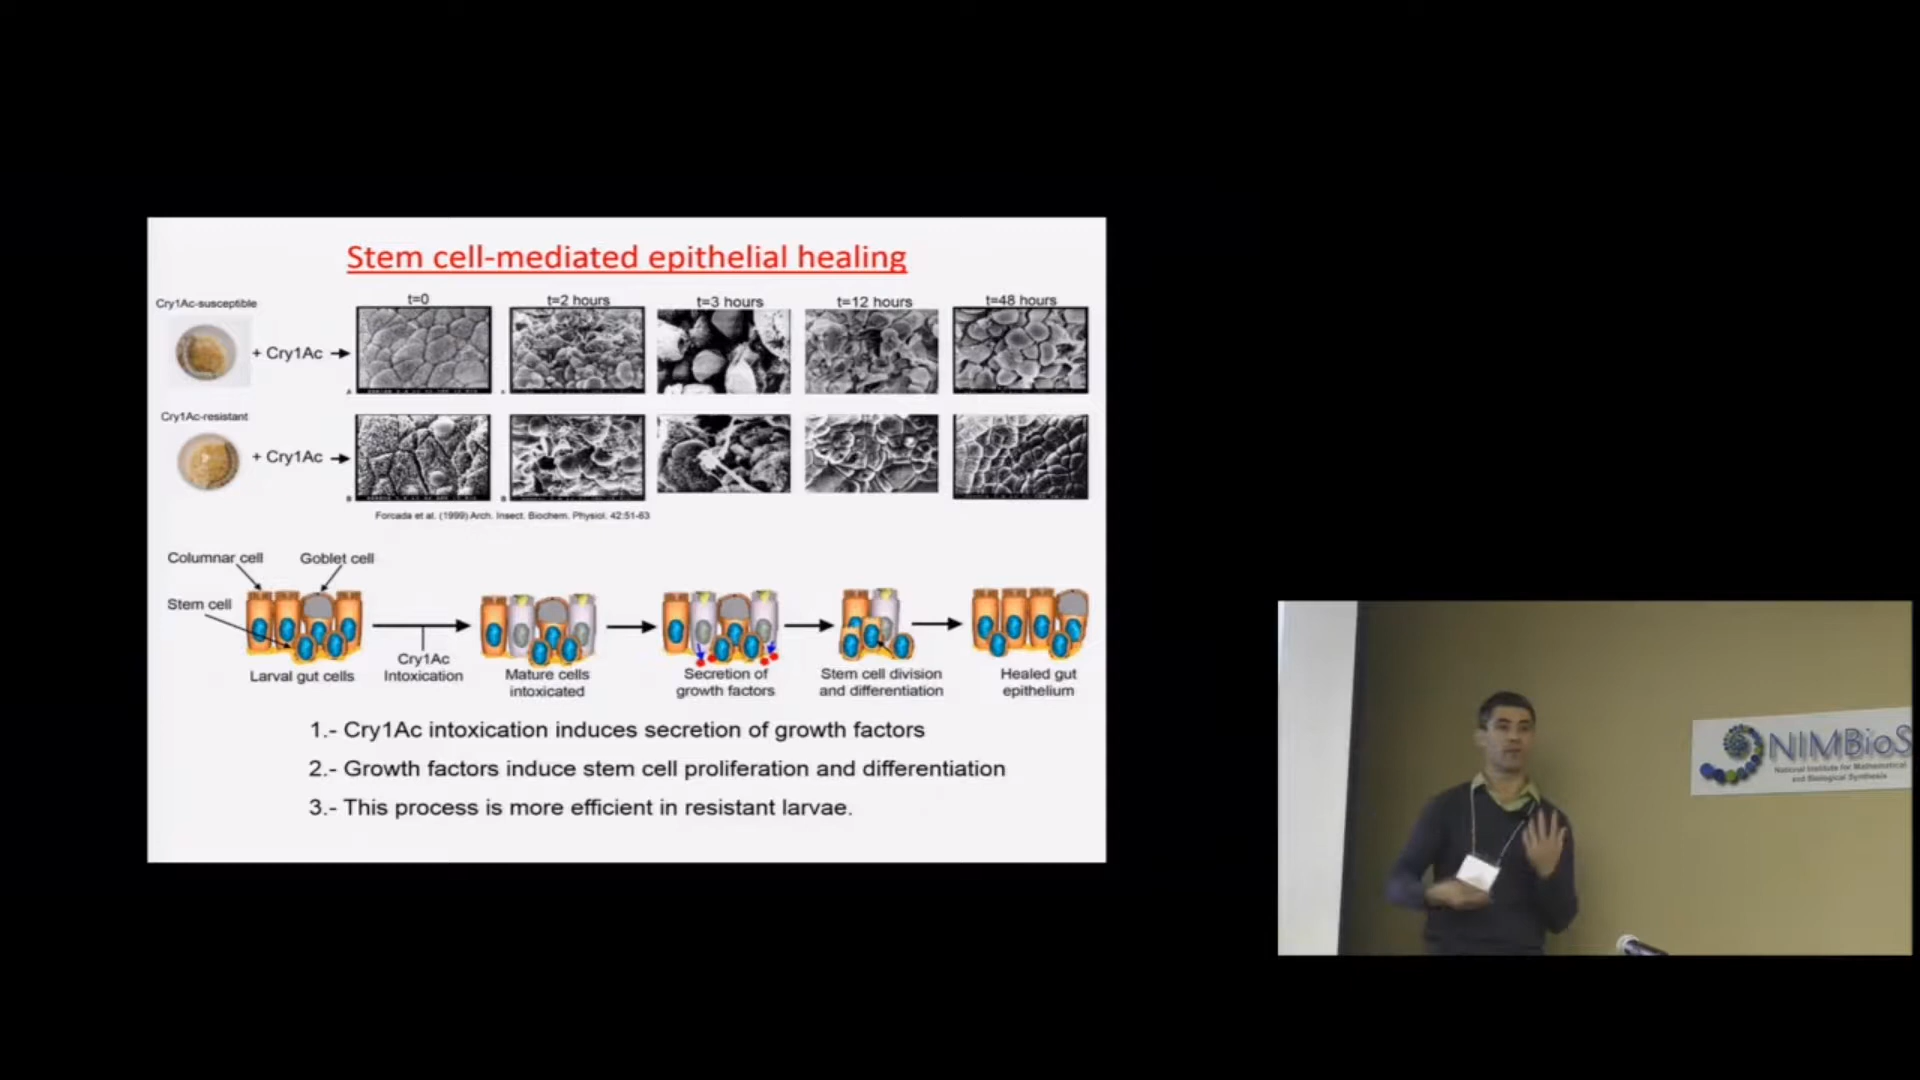 Stem cell-mediated epithelial healing
Cry1Ac-susceptible
t=0
t=2 hours
t=3 hours
t=12 hours
t=48 hours
+ Cry1Ac
Cry1Ac-resistant
+ Cry1Ac
Forcada et al. (1999) Arch. Insect. Biochem. Physiol. 42:51-63
Columnar cell
Goblet cell
Stem cell
Larval gut cells
Cry1Ac
Intoxication
Mature cells
intoxicated
Secretion of
growth factors
Stem cell division
and differentiation
Healed gut
epithelium
1.- Cry1Ac intoxication induces secretion of growth factors
2.- Growth factors induce stem cell proliferation and differentiation
3.- This process is more efficient in resistant larvae.
NIMBioS
National Institute for Mathematical
and Biological Synthesis